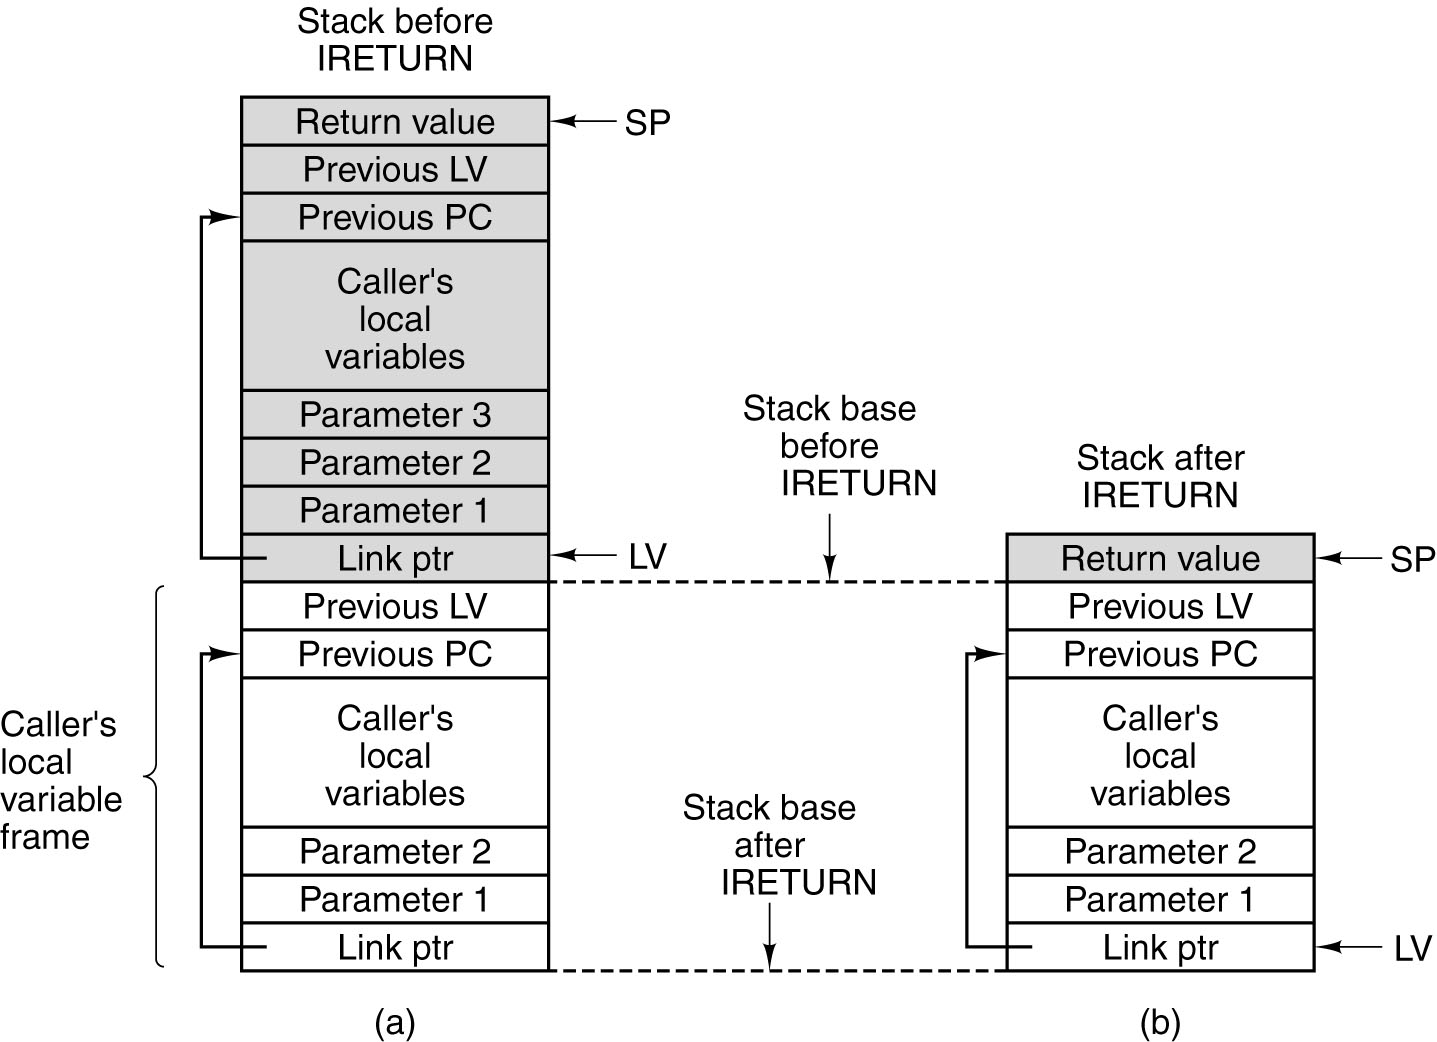 Stack before
IRETURN
Return value
SP
Previous LV
Previous PC
Caller's
local
variables
Parameter 3
Parameter 2
Parameter 1
Link ptr
LV
Previous LV
Previous PC
Caller's
local
variables
Parameter 2
Parameter 1
Link ptr
Caller's
local
variable
frame
(a)
Stack base
before
IRETURN
Stack base
after
IRETURN
Stack after
IRETURN
Return value
SP
Previous LV
Previous PC
Caller's
local
variables
Parameter 2
Parameter 1
Link ptr
LV
(b)